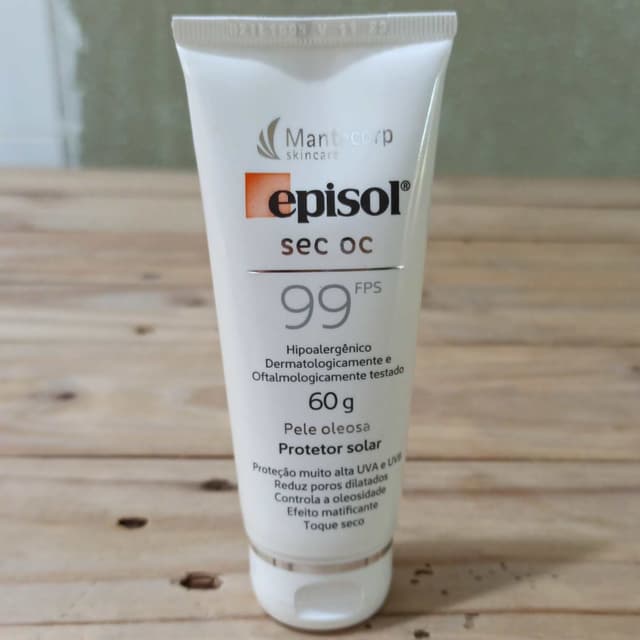 Mantecorp
skincare
episol®
sec oc
99 FPS
Hipoalergênico
Dermatologicamente e
Oftalmologicamente testado
60 g
Pele oleosa
Protetor solar
Proteção muito alta UVA e UVB
Reduz poros dilatados
Controla a oleosidade
Efeito matificante
Toque seco